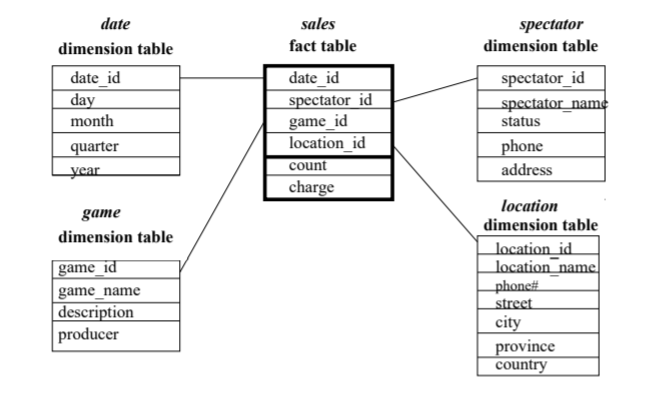 date
dimension table
date_id
day
month
quarter
year
sales
fact table
date_id
spectator_id
game_id
location_id
count
charge
spectator
dimension table
spectator_id
spectator_name
status
phone
address
game
dimension table
game_id
game_name
description
producer
location
dimension table
location_id
location_name
phone#
street
city
province
country